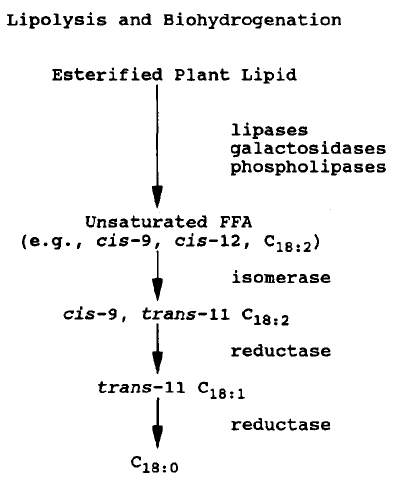 Lipolysis and Biohydrogenation
Esterified Plant Lipid
lipases
galactosidases
phospholipases
Unsaturated FFA
(e.g., cis-9, cis-12, C18:2)
isomerase
cis-9, trans-11 C18:2
reductase
trans-11 C18:1
reductase
C18:0